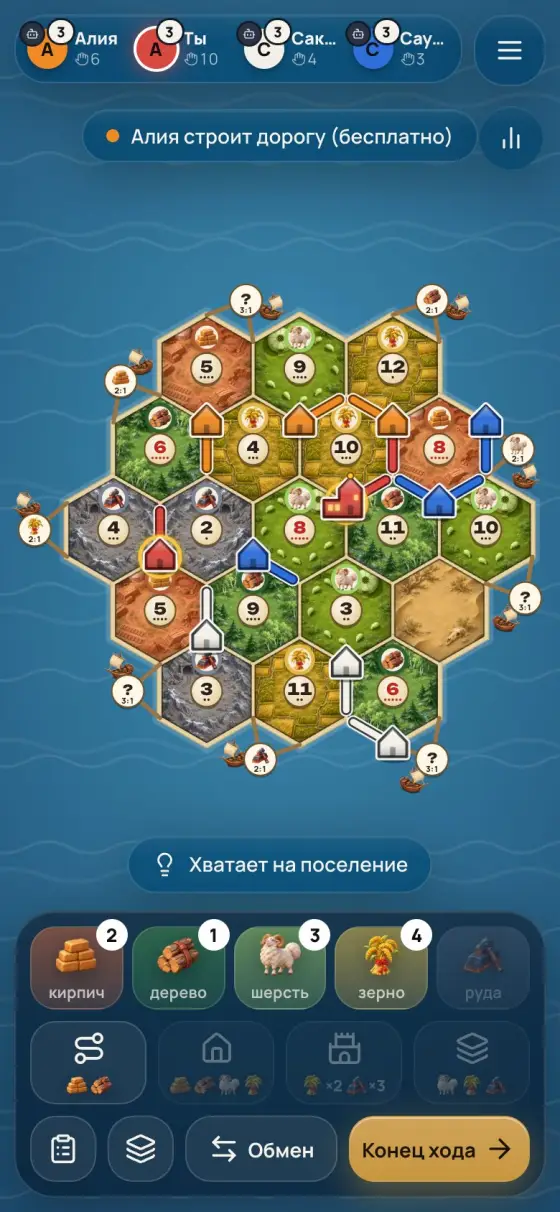 3 3 3 3
А Алия А Ты С Сак... С Сау...
6 10 4 3
Алия строит дорогу (бесплатно)
? 3:1
2:1
5 9 12
2:1
6 4 10 8
2:1
4 2 8 11 10
2:1
5 9 3
? 3:1
3 11 6
? 3:1
2:1
? 3:1
Хватает на поселение
2 1 3 4
кирпич дерево шерсть зерно руда
×2 ×3
Обмен Конец хода